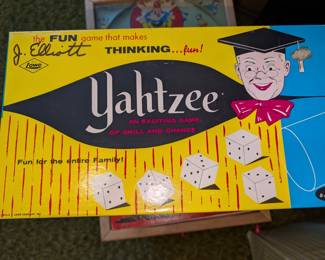 the FUN game that makes
J. Elliott
THINKING...fun!
LOWE
Yahtzee
AN EXCITING GAME
OF SKILL AND CHANCE
Fun for the entire Family!